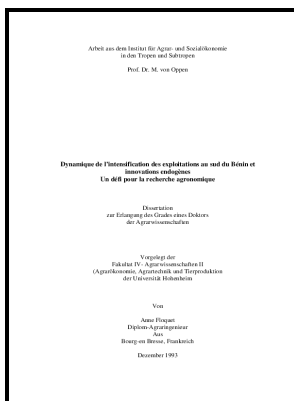 Arbeit aus dem Institut für Agrar- und Sozialökonomie
in den Tropen und Subtropen
Prof. Dr. M. von Oppen
Dynamique de l'intensification des exploitations au sud du Bénin et
innovations endogènes
Un défi pour la recherche agronomique
Dissertation
zur Erlangung des Grades eines Doktors
der Agrarwissenschaften
Vorgelegt der
Fakultät IV- Agrarwissenschaften II
(Agrarökonomie, Agrartechnik und Tierproduktion
der Universität Hohenheim
Von
Anne Floquet
Diplom-Agraringenieur
Aus
Bourg en Bresse, Frankreich
Dezember 1993